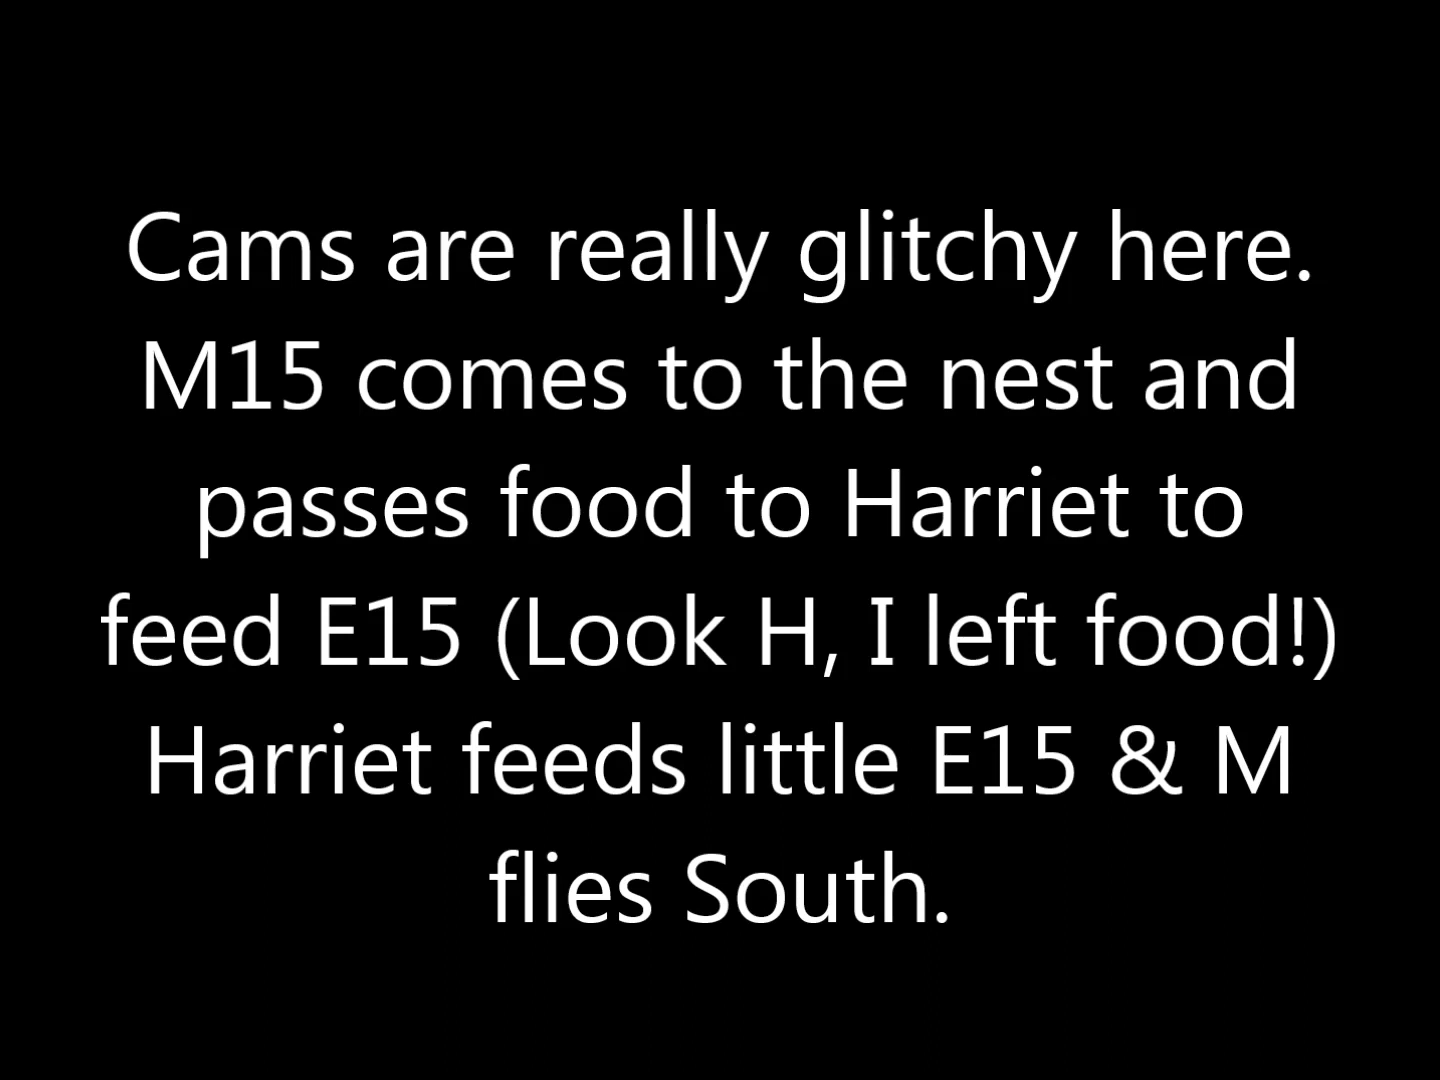 Cams are really glitchy here.
M15 comes to the nest and
passes food to Harriet to
feed E15 (Look H, I left food!)
Harriet feeds little E15 & M
flies South.